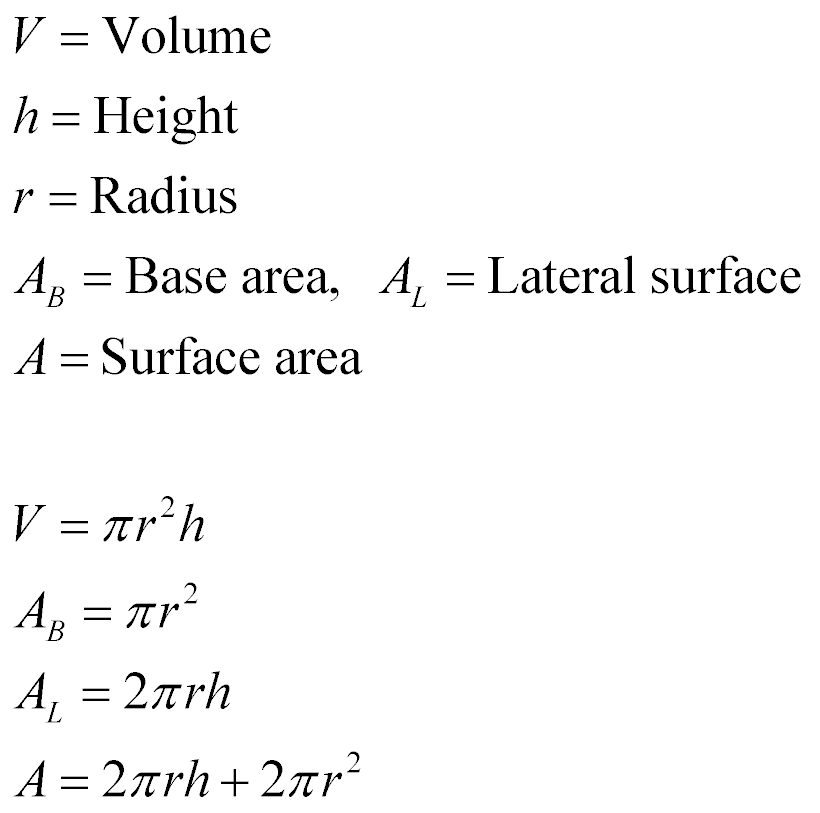 V = Volume
h = Height
r = Radius
A_B = Base area, A_L = Lateral surface
A = Surface area
V = πr²h
A_B = πr²
A_L = 2πrh
A = 2πrh + 2πr²